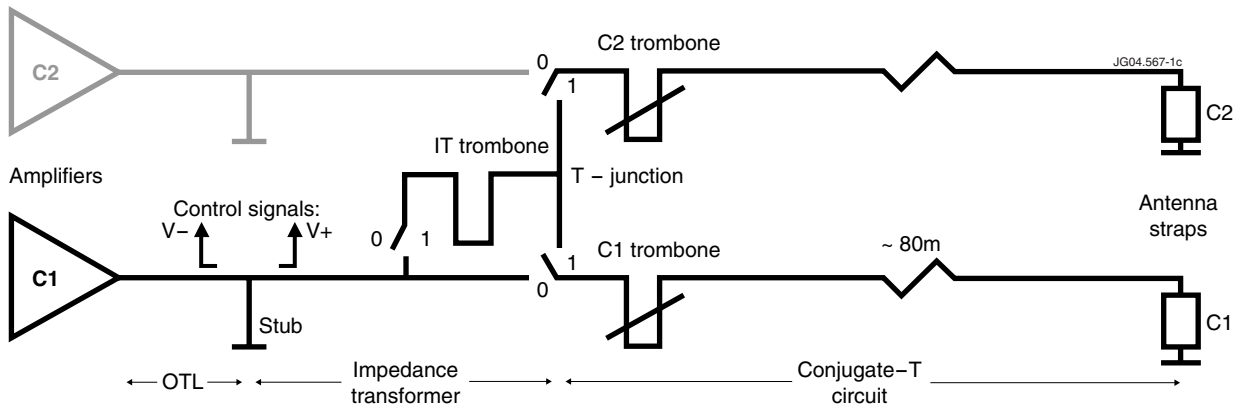 C2 trombone
JG04.567-1c
0
1
C2
C2
IT trombone
T – junction
Amplifiers
Control signals:
V–
V+
0
1
Antenna
straps
C1 trombone
~ 80m
1
0
C1
C1
Stub
OTL
Impedance
transformer
Conjugate–T
circuit